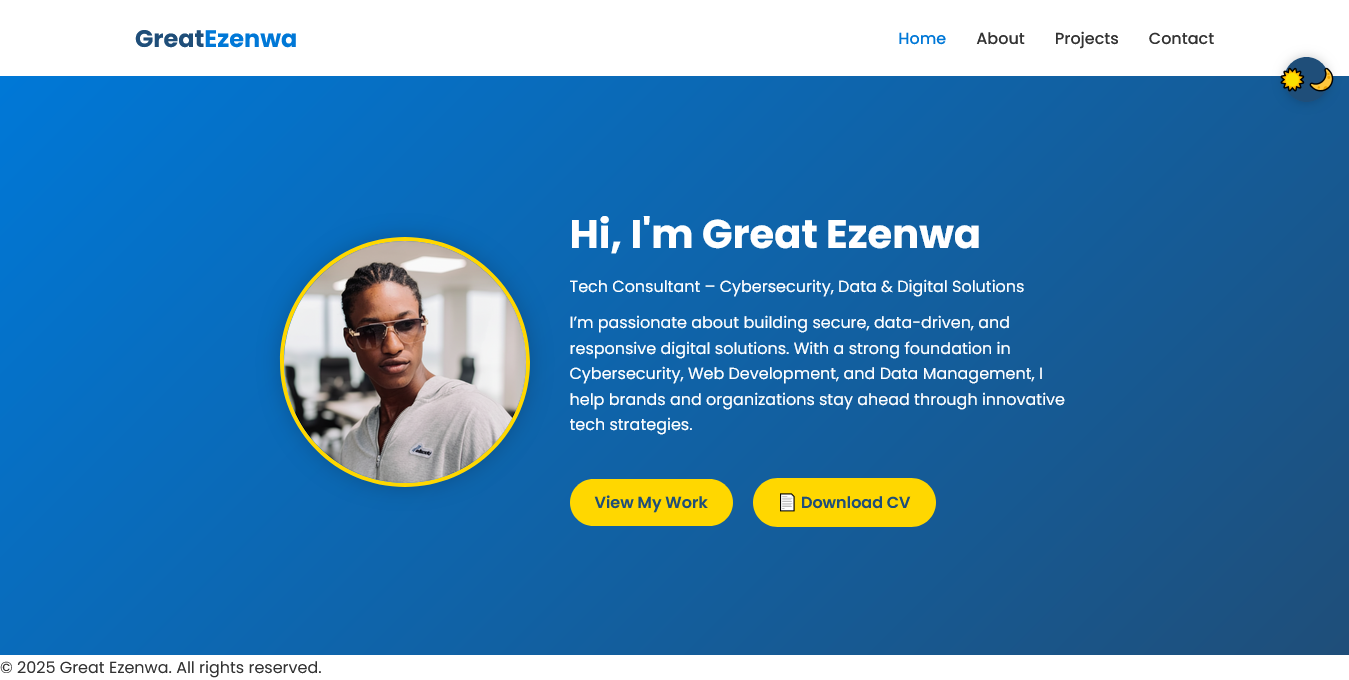 GreatEzenwa
Home About Projects Contact
Hi, I'm Great Ezenwa
Tech Consultant – Cybersecurity, Data & Digital Solutions
I’m passionate about building secure, data-driven, and
responsive digital solutions. With a strong foundation in
Cybersecurity, Web Development, and Data Management, I
help brands and organizations stay ahead through innovative
tech strategies.
View My Work
Download CV
© 2025 Great Ezenwa. All rights reserved.